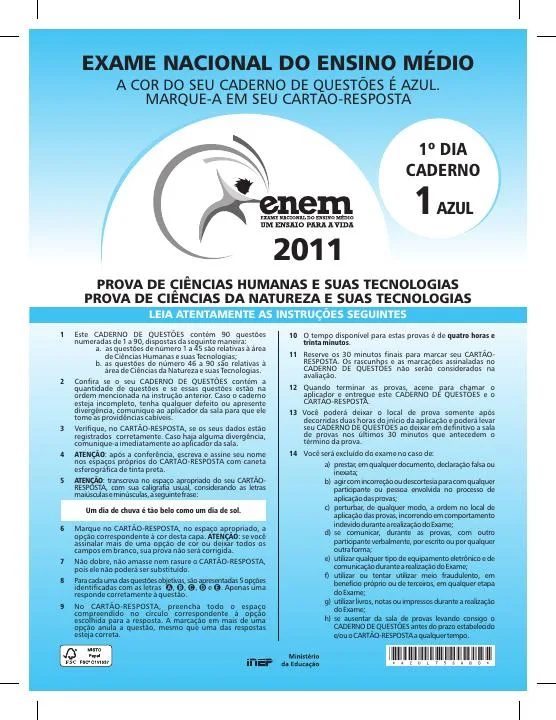 EXAME NACIONAL DO ENSINO MÉDIO
A COR DO SEU CADERNO DE QUESTÕES É AZUL.
MARQUE-A EM SEU CARTÃO-RESPOSTA
1º DIA
CADERNO
1 AZUL
enem
EXAME NACIONAL DO ENSINO MÉDIO
UM ENSAIO PARA A VIDA
2011
PROVA DE CIÊNCIAS HUMANAS E SUAS TECNOLOGIAS
PROVA DE CIÊNCIAS DA NATUREZA E SUAS TECNOLOGIAS
LEIA ATENTAMENTE AS INSTRUÇÕES SEGUINTES
1 Este CADERNO DE QUESTÕES contém 90 questões
numeradas de 1 a 90, dispostas da seguinte maneira:
a. as questões de número 1 a 45 são relativas à área
de Ciências Humanas e suas Tecnologias;
b. as questões de número 46 a 90 são relativas à
área de Ciências da Natureza e suas Tecnologias.
2 Confira se o seu CADERNO DE QUESTÕES contém a
quantidade de questões e se essas questões estão na
ordem mencionada na instrução anterior. Caso o caderno
esteja incompleto, tenha qualquer defeito ou apresente
divergência, comunique ao aplicador da sala para que ele
tome as providências cabíveis.
3 Verifique, no CARTÃO-RESPOSTA, se os seus dados estão
registrados corretamente. Caso haja alguma divergência,
comunique-a imediatamente ao aplicador da sala.
4 ATENÇÃO: após a conferência, escreva e assine seu nome
nos espaços próprios do CARTÃO-RESPOSTA com caneta
esferográfica de tinta preta.
5 ATENÇÃO: transcreva no espaço apropriado do seu CARTÃO-
RESPOSTA, com sua caligrafia usual, considerando as letras
maiúsculas e minúsculas, a seguinte frase:
Um dia de chuva é tão belo como um dia de sol.
6 Marque no CARTÃO-RESPOSTA, no espaço apropriado, a
opção correspondente à cor desta capa. ATENÇÃO: se você
assinalar mais de uma opção de cor ou deixar todos os
campos em branco, sua prova não será corrigida.
7 Não dobre, não amasse nem rasure o CARTÃO-RESPOSTA,
pois ele não poderá ser substituído.
8 Para cada uma das questões objetivas, são apresentadas 5 opções
identificadas com as letras A, B, C, D e E. Apenas uma
responde corretamente à questão.
9 No CARTÃO-RESPOSTA, preencha todo o espaço
compreendido no círculo correspondente à opção
escolhida para a resposta. A marcação em mais de uma
opção anula a questão, mesmo que uma das respostas
esteja correta.
10 O tempo disponível para estas provas é de quatro horas e
trinta minutos.
11 Reserve os 30 minutos finais para marcar seu CARTÃO-
RESPOSTA. Os rascunhos e as marcações assinaladas no
CADERNO DE QUESTÕES não serão considerados na
avaliação.
12 Quando terminar as provas, acene para chamar o
aplicador e entregue este CADERNO DE QUESTÕES e o
CARTÃO-RESPOSTA.
13 Você poderá deixar o local de prova somente após
decorridas duas horas do início da aplicação e poderá levar
seu CADERNO DE QUESTÕES ao deixar em definitivo a sala
de provas nos últimos 30 minutos que antecedem o
término da prova.
14 Você será excluído do exame no caso de:
a) prestar, em qualquer documento, declaração falsa ou
inexata;
b) agir com incorreção ou descortesia para com qualquer
participante ou pessoa envolvida no processo de
aplicação das provas;
c) perturbar, de qualquer modo, a ordem no local de
aplicação das provas, incorrendo em comportamento
indevido durante a realização do Exame;
d) se comunicar, durante as provas, com outro
participante verbalmente, por escrito ou por qualquer
outra forma;
e) utilizar qualquer tipo de equipamento eletrônico e de
comunicação durante a realização do Exame;
f) utilizar ou tentar utilizar meio fraudulento, em
benefício próprio ou de terceiros, em qualquer etapa
do Exame;
g) utilizar livros, notas ou impressos durante a realização
do Exame;
h) se ausentar da sala de provas levando consigo o
CADERNO DE QUESTÕES antes do prazo estabelecido
e/ou o CARTÃO-RESPOSTA a qualquer tempo.
FSC
MISTO
Papel
inep
Ministério
da Educação